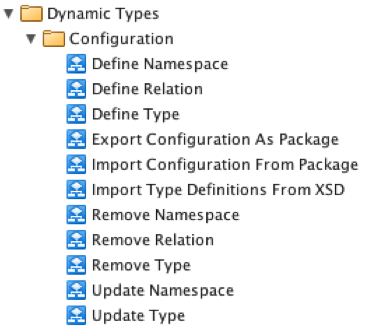 Dynamic Types
Configuration
Define Namespace
Define Relation
Define Type
Export Configuration As Package
Import Configuration From Package
Import Type Definitions From XSD
Remove Namespace
Remove Relation
Remove Type
Update Namespace
Update Type